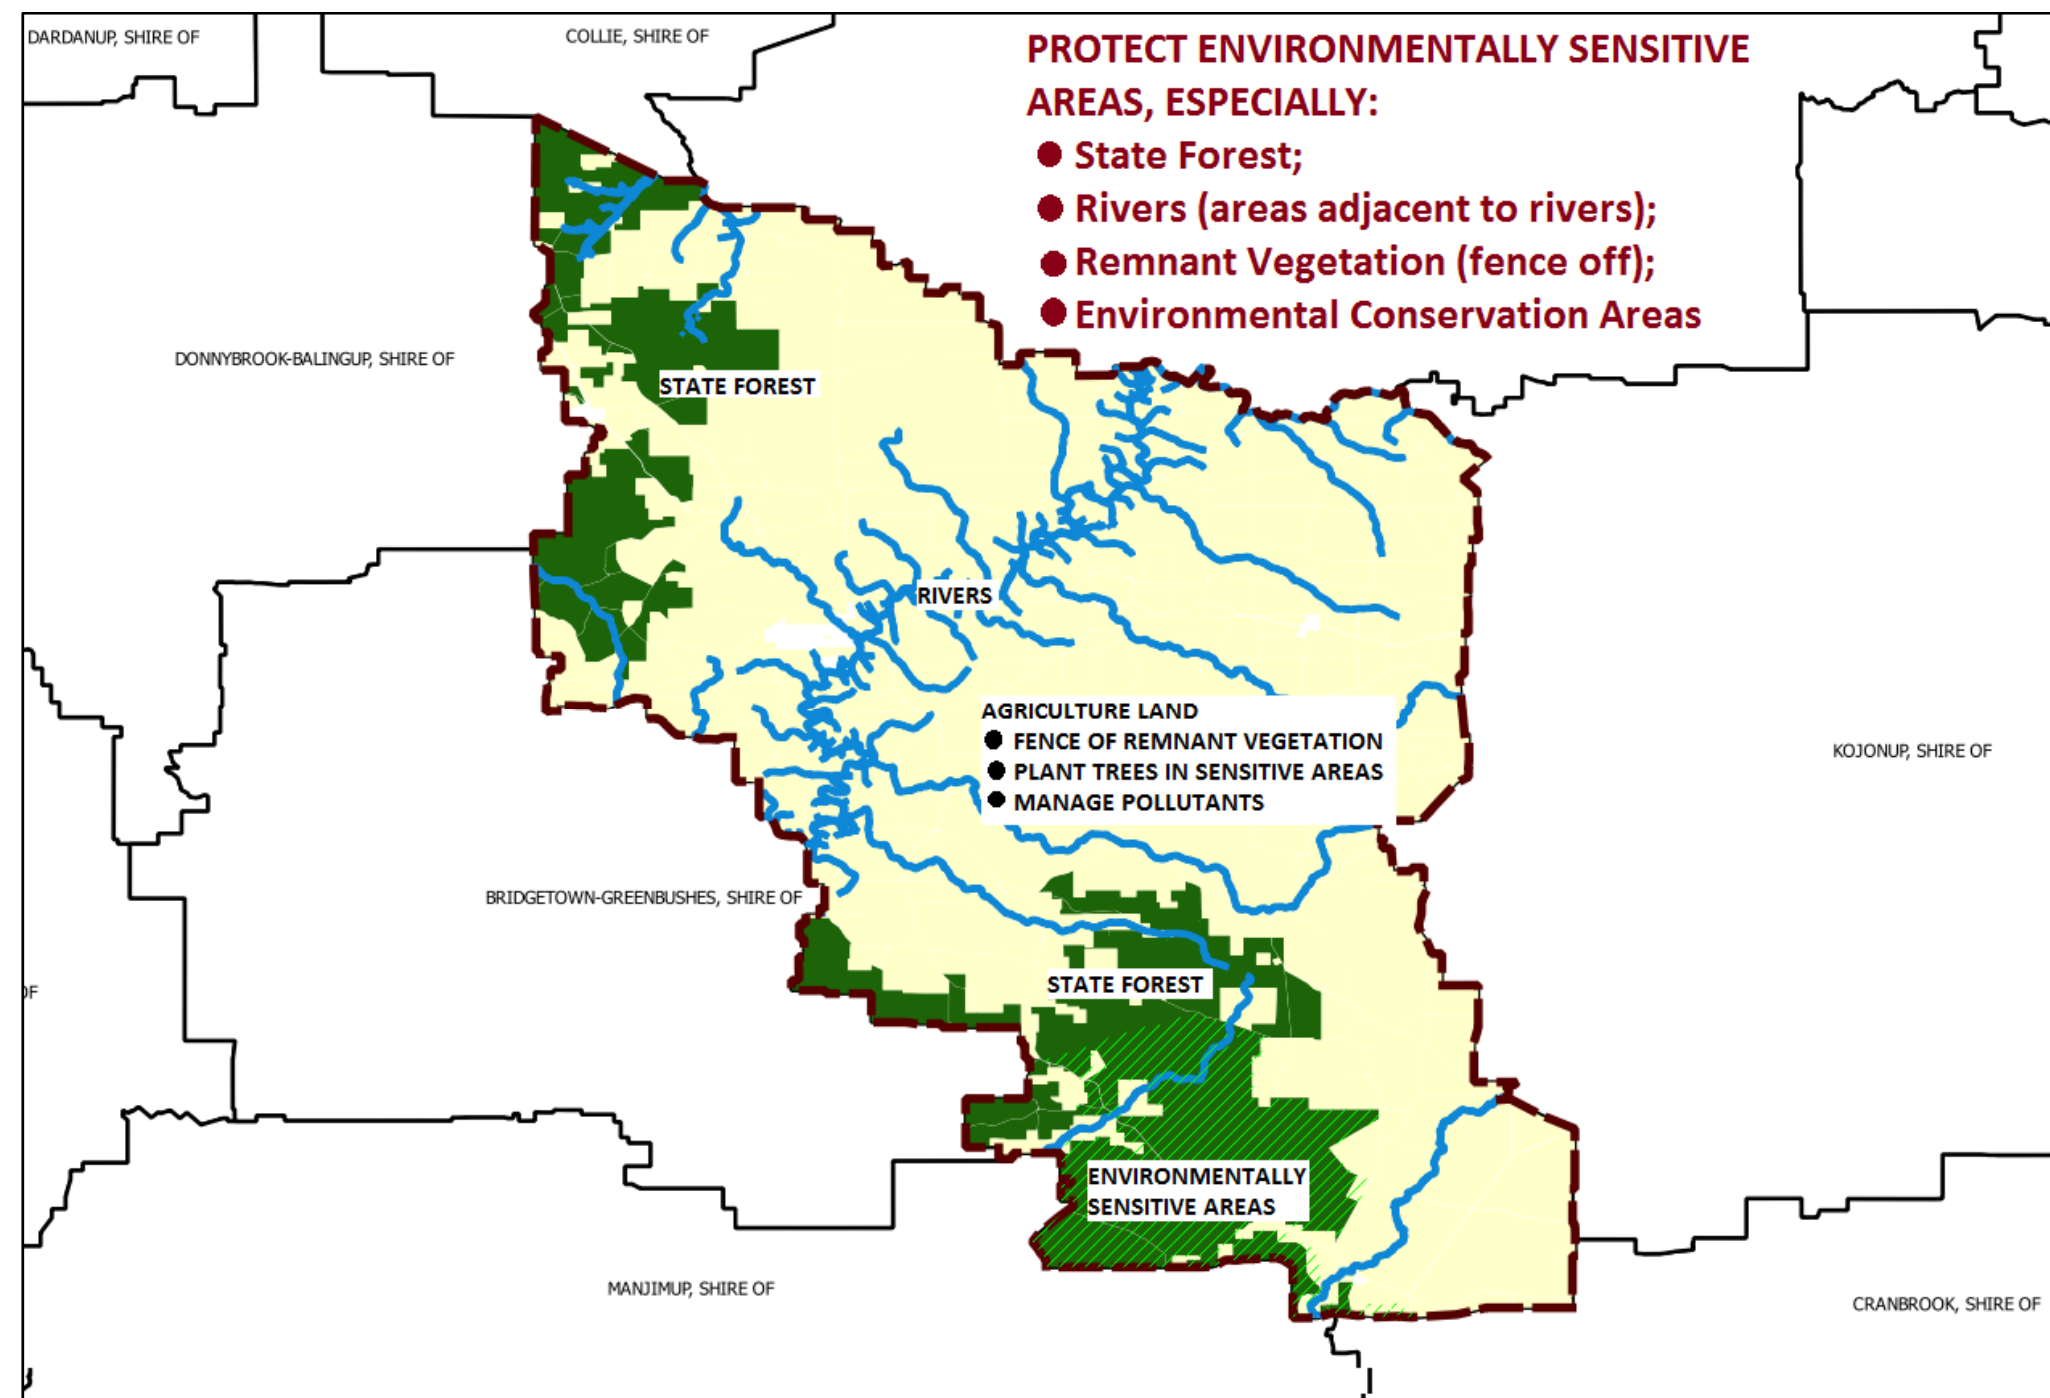 DARDANUP, SHIRE OF
COLLIE, SHIRE OF
PROTECT ENVIRONMENTALLY SENSITIVE
AREAS, ESPECIALLY:
● State Forest;
● Rivers (areas adjacent to rivers);
● Remnant Vegetation (fence off);
● Environmental Conservation Areas
DONNYBROOK-BALINGUP, SHIRE OF
STATE FOREST
RIVERS
AGRICULTURE LAND
● FENCE OF REMNANT VEGETATION
● PLANT TREES IN SENSITIVE AREAS
● MANAGE POLLUTANTS
KOJONUP, SHIRE OF
BRIDGETOWN-GREENBUSHES, SHIRE OF
STATE FOREST
OF
ENVIRONMENTALLY
SENSITIVE AREAS
MANJIMUP, SHIRE OF
CRANBROOK, SHIRE OF